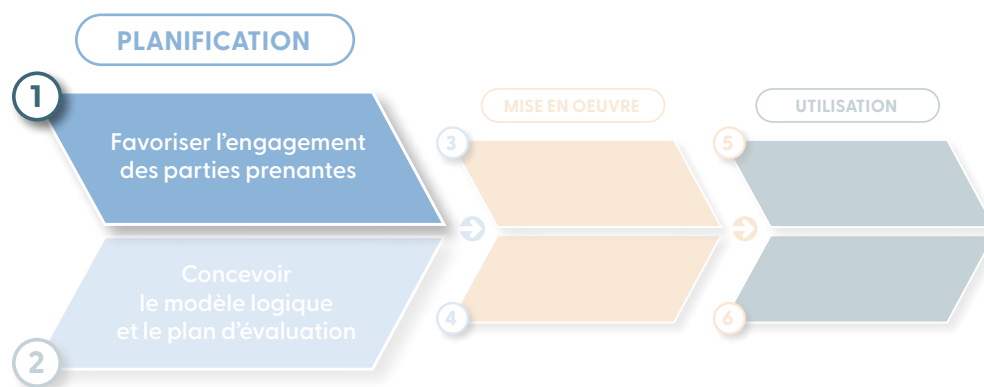 PLANIFICATION
1
Favoriser l’engagement
des parties prenantes
Concevoir
le modèle logique
et le plan d’évaluation
2
MISE EN OEUVRE
3
4
UTILISATION
5
6